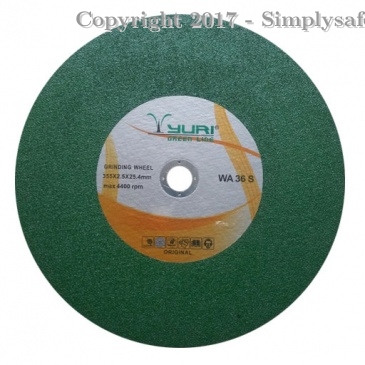 Copyright 2017 - Simplysaf
YURI
GREEN LINE
GRINDING WHEEL
355X2.5X25.4mm
max 4400 rpm
WA 36 S
ORIGINAL